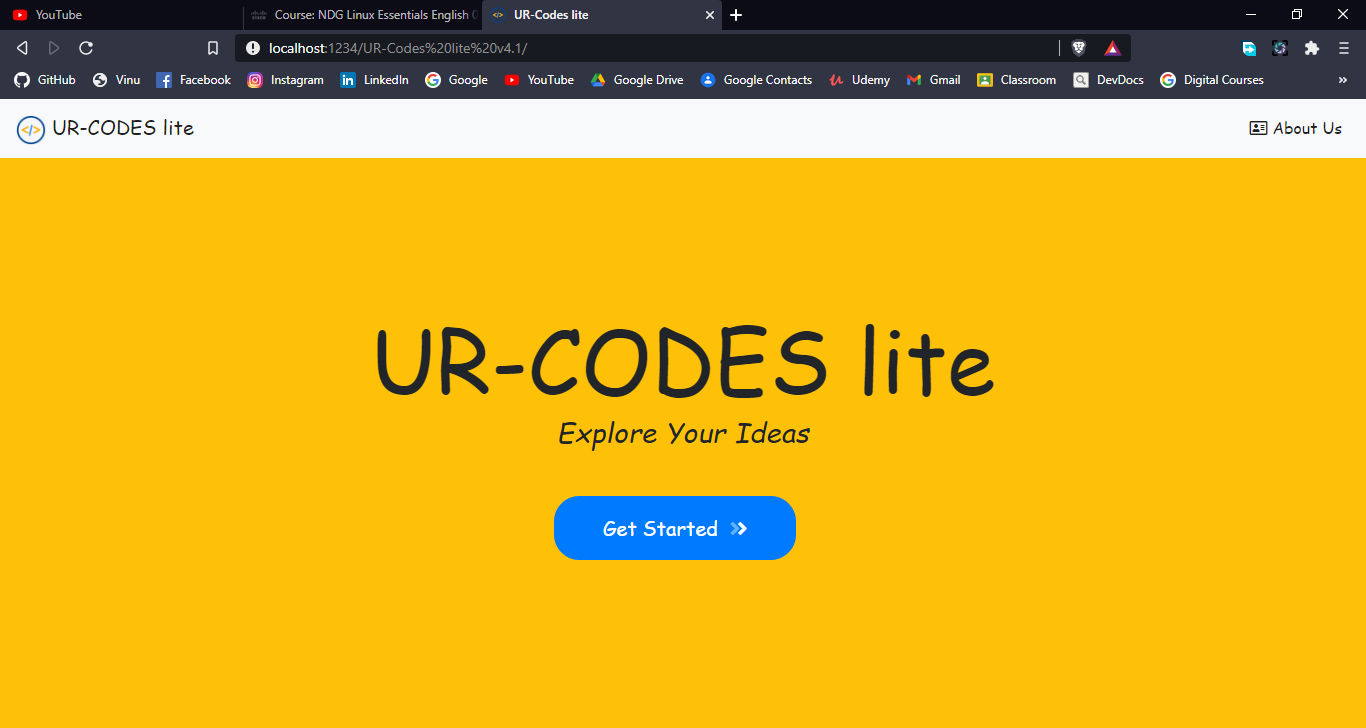 YouTube
Course: NDG Linux Essentials English
UR-Codes lite
localhost:1234/UR-Codes%20lite%20v4.1/
GitHub Vinu Facebook Instagram LinkedIn Google YouTube Google Drive Google Contacts Udemy Gmail Classroom DevDocs Digital Courses »
</> UR-CODES lite
About Us
UR-CODES lite
Explore Your Ideas
Get Started